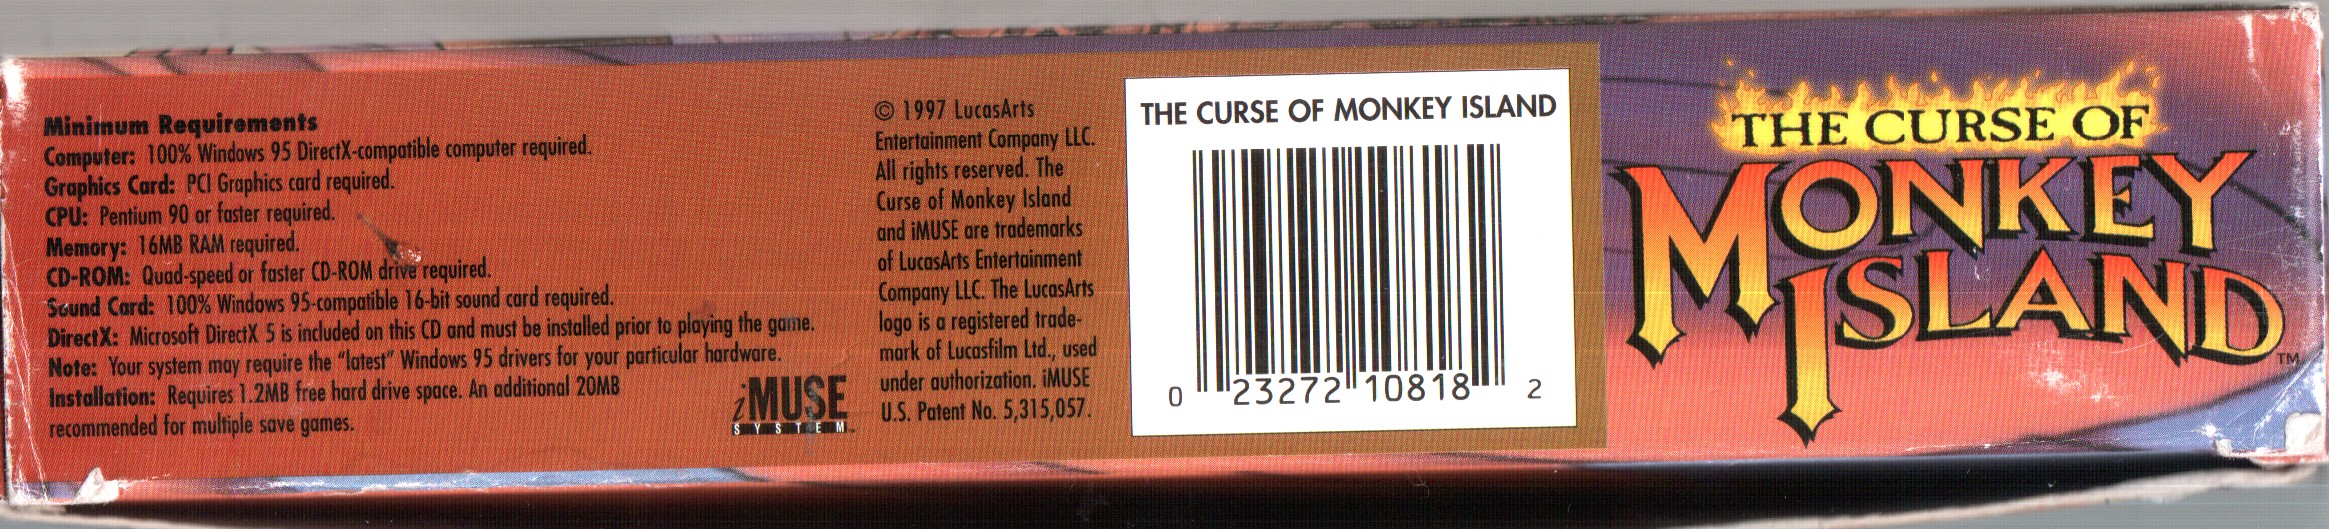 Minimum Requirements
Computer: 100% Windows 95 DirectX-compatible computer required.
Graphics Card: PCI Graphics card required.
CPU: Pentium 90 or faster required.
Memory: 16MB RAM required.
CD-ROM: Quad-speed or faster CD-ROM drive required.
Sound Card: 100% Windows 95-compatible 16-bit sound card required.
DirectX: Microsoft DirectX 5 is included on this CD and must be installed prior to playing the game.
Note: Your system may require the “latest” Windows 95 drivers for your particular hardware.
Installation: Requires 1.2MB free hard drive space. An additional 20MB
recommended for multiple save games.
iMUSE
SYSTEM™
© 1997 LucasArts
Entertainment Company LLC.
All rights reserved. The
Curse of Monkey Island
and iMUSE are trademarks
of LucasArts Entertainment
Company LLC. The LucasArts
logo is a registered trade-
mark of Lucasfilm Ltd., used
under authorization. iMUSE
U.S. Patent No. 5,315,057.
THE CURSE OF MONKEY ISLAND
0 23272 10818 2
THE CURSE OF
MONKEY
ISLAND™